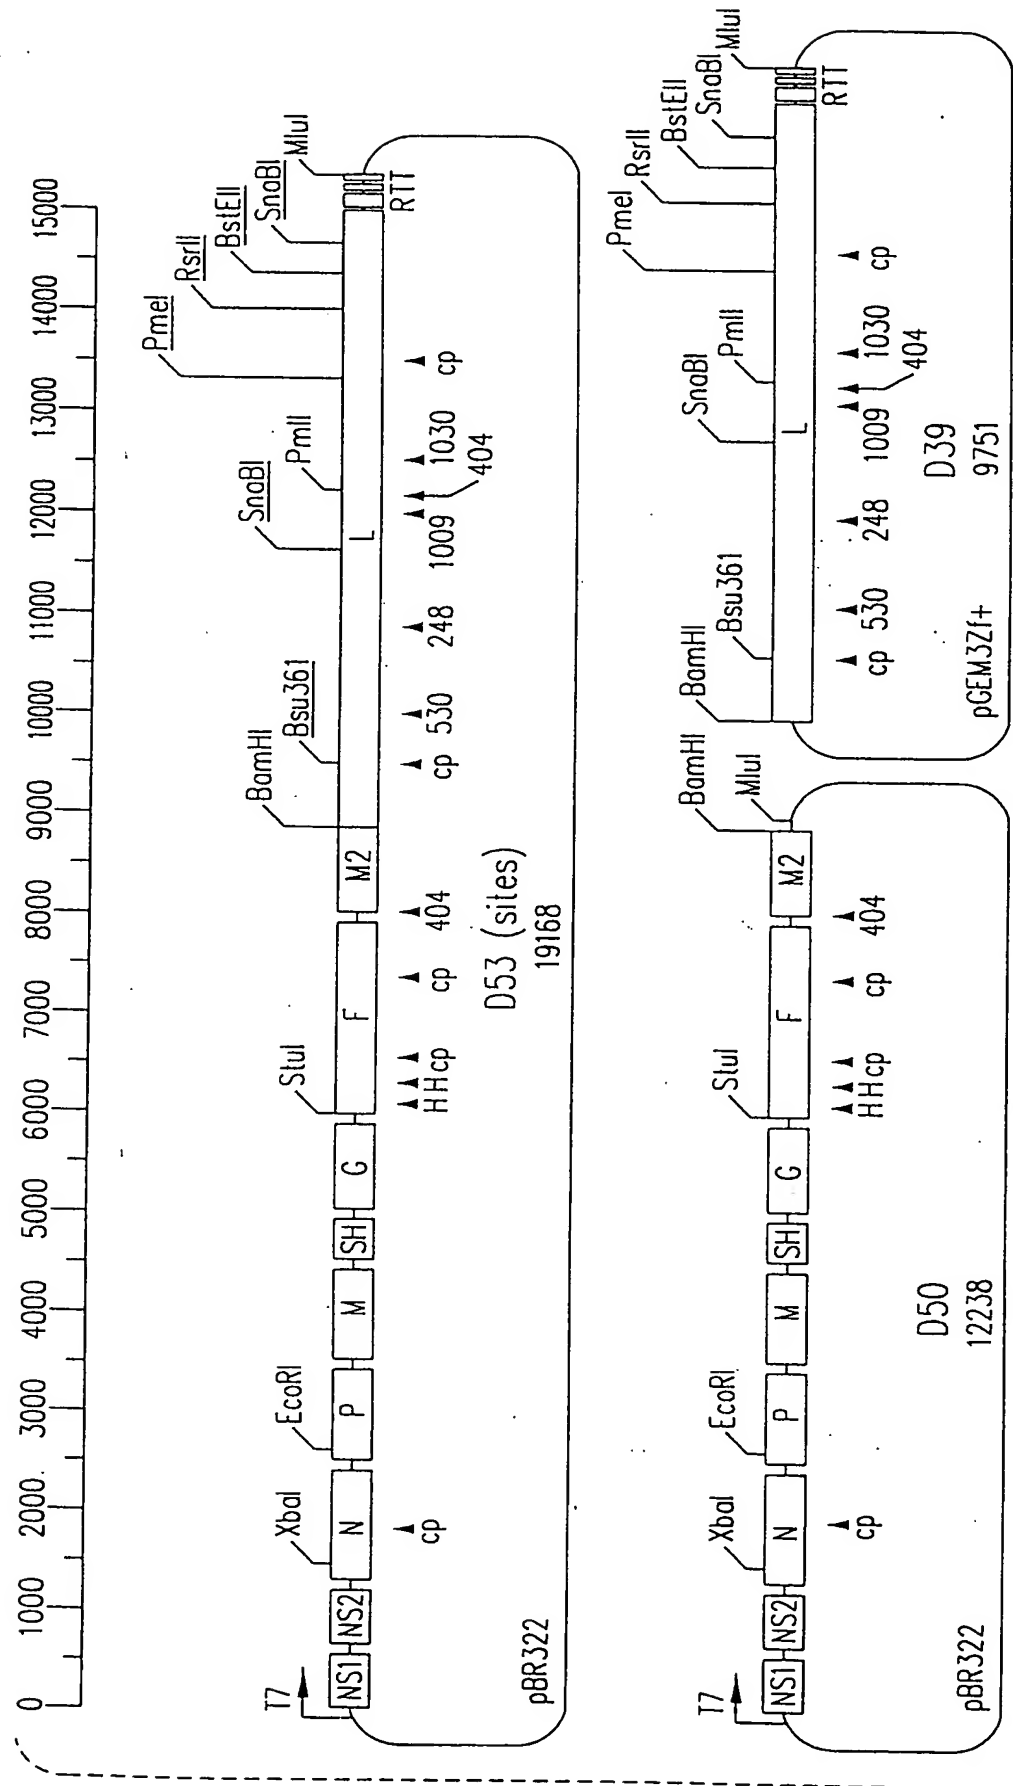 0 1000 2000 3000 4000 5000 6000 7000 8000 9000 10000 11000 12000 13000 14000 15000
T7
XbaI
EcoRI
StuI
BamHI
Bsu361
SnaBI
PmlI
PmeI
RsrII
BstEII
SnaBI
MluI
NS1 NS2 N P M SH G F M2 L
RTT
cp HHcp cp 404 cp 530 248 1009 404 1030 cp
D53 (sites)
19168
pBR322
T7
XbaI
EcoRI
StuI
BamHI
MluI
NS1 NS2 N P M SH G F M2
cp HHcp cp 404
D50
12238
pBR322
BamHI
Bsu361
SnaBI
PmlI
PmeI
RsrII
BstEII
SnaBI
MluI
L
RTT
cp 530 248 1009 404 1030 cp
D39
9751
pGEM3Zf+